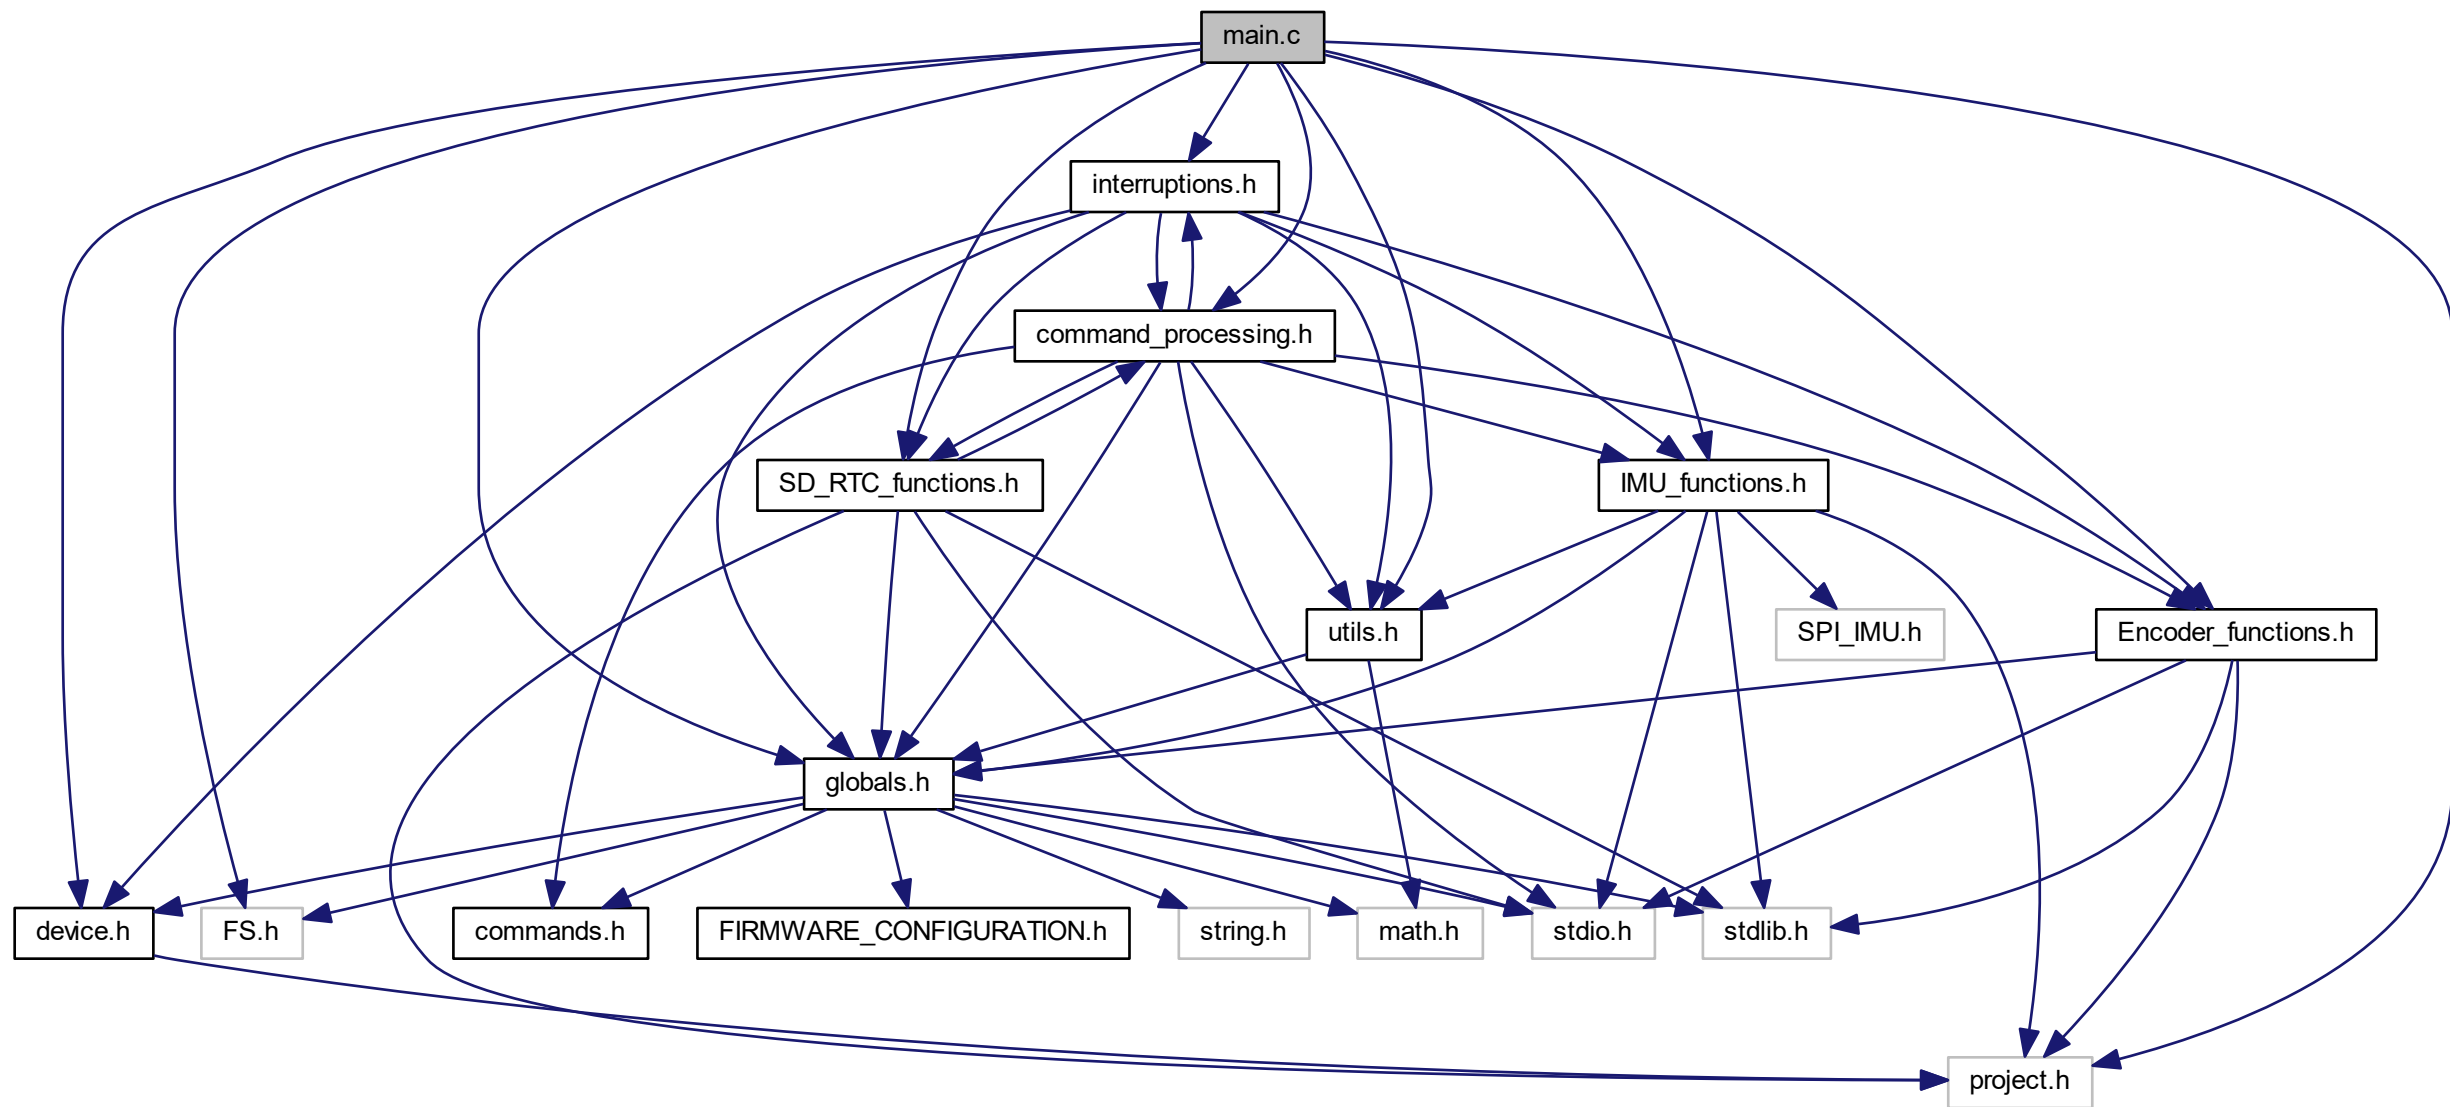 main.c
interruptions.h
command_processing.h
SD_RTC_functions.h
IMU_functions.h
utils.h
SPI_IMU.h
Encoder_functions.h
globals.h
device.h
FS.h
commands.h
FIRMWARE_CONFIGURATION.h
string.h
math.h
stdio.h
stdlib.h
project.h